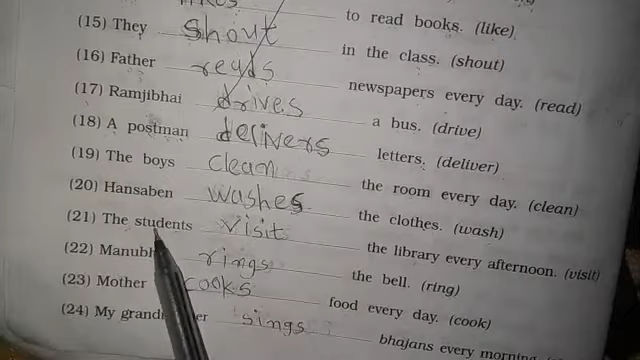 to read books. (like)
(15) They shout in the class. (shout)
(16) Father reads newspapers every day. (read)
(17) Ramjibhai drives a bus. (drive)
(18) A postman delivers letters. (deliver)
(19) The boys clean the room every day. (clean)
(20) Hansaben washes the clothes. (wash)
(21) The students visit the library every afternoon. (visit)
(22) rings the bell. (ring)
(23) Mother cooks food every day. (cook)
(24) My sings bhajans every morning